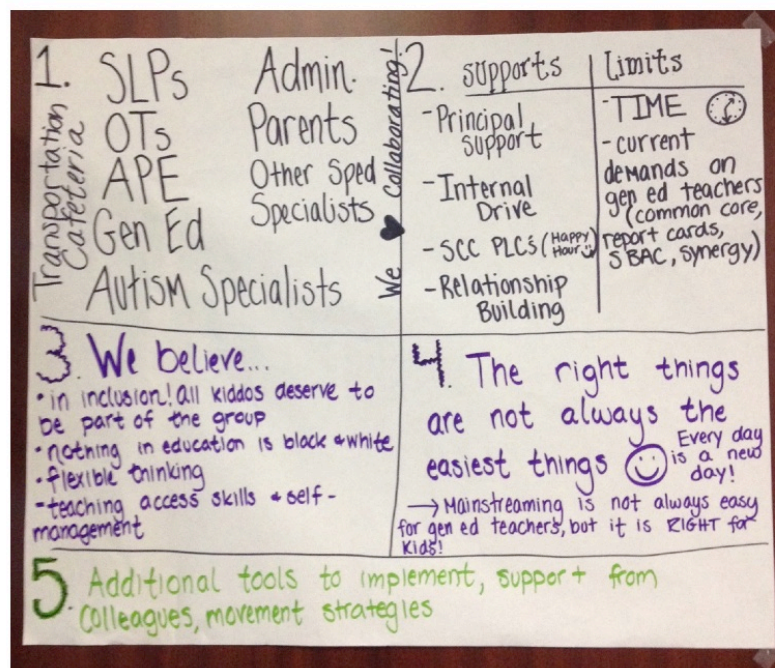 1.
Transportation
Cafeteria
SLPs
OTs
APE
Gen Ed
Autism Specialists
Admin.
Parents
Other Sped
Specialists
We ♥ Collaborating!
2. supports
-Principal
support
-Internal
Drive
-SCC PLC's (Happy
Hour☺)
-Relationship
Building
limits
-TIME
-current
demands on
gen ed teachers
(common core,
report cards,
SBAC, Synergy)
3. We believe...
•in inclusion! all kiddos deserve to
be part of the group
•nothing in education is black & white
•flexible thinking
-teaching access skills & self-
management
4. The right things
are not always the
easiest things ☺
Every day
is a new
day!
→ Mainstreaming is not always easy
for gen ed teachers, but it is RIGHT for
kids!
5. Additional tools to implement, support from
colleagues, movement strategies